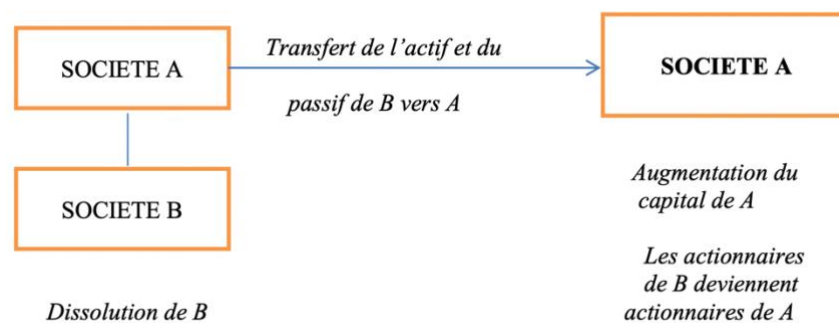 SOCIETE A
Transfert de l’actif et du
passif de B vers A
SOCIETE A
SOCIETE B
Augmentation du
capital de A
Les actionnaires
de B deviennent
actionnaires de A
Dissolution de B